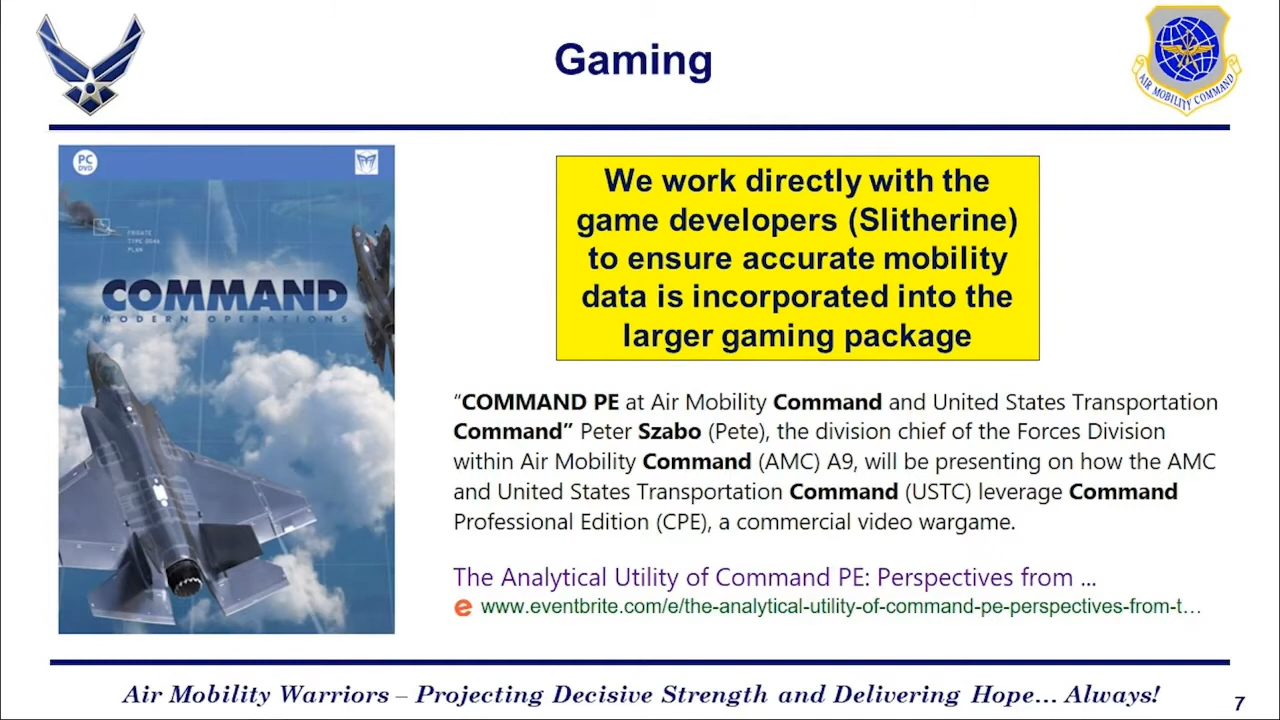 Gaming
AIR MOBILITY COMMAND
PC
DVD
FRIGATE
TYPE 054A
PLAN
COMMAND
MODERN OPERATIONS
We work directly with the
game developers (Slitherine)
to ensure accurate mobility
data is incorporated into the
larger gaming package
“COMMAND PE at Air Mobility Command and United States Transportation
Command” Peter Szabo (Pete), the division chief of the Forces Division
within Air Mobility Command (AMC) A9, will be presenting on how the AMC
and United States Transportation Command (USTC) leverage Command
Professional Edition (CPE), a commercial video wargame.
The Analytical Utility of Command PE: Perspectives from ...
e www.eventbrite.com/e/the-analytical-utility-of-command-pe-perspectives-from-t...
Air Mobility Warriors – Projecting Decisive Strength and Delivering Hope... Always!
7